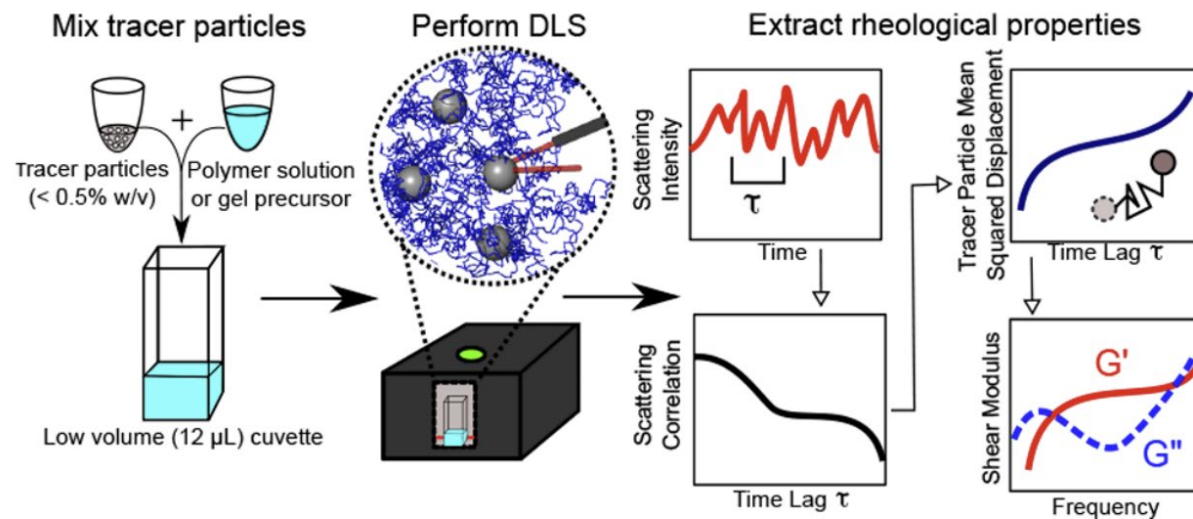 Mix tracer particles
Perform DLS
Extract rheological properties
+
Tracer particles
(< 0.5% w/v)
Polymer solution
or gel precursor
Low volume (12 µL) cuvette
Scattering
Intensity
τ
Time
Scattering
Correlation
Time Lag τ
Tracer Particle Mean
Squared Displacement
Time Lag τ
Shear Modulus
G'
G"
Frequency